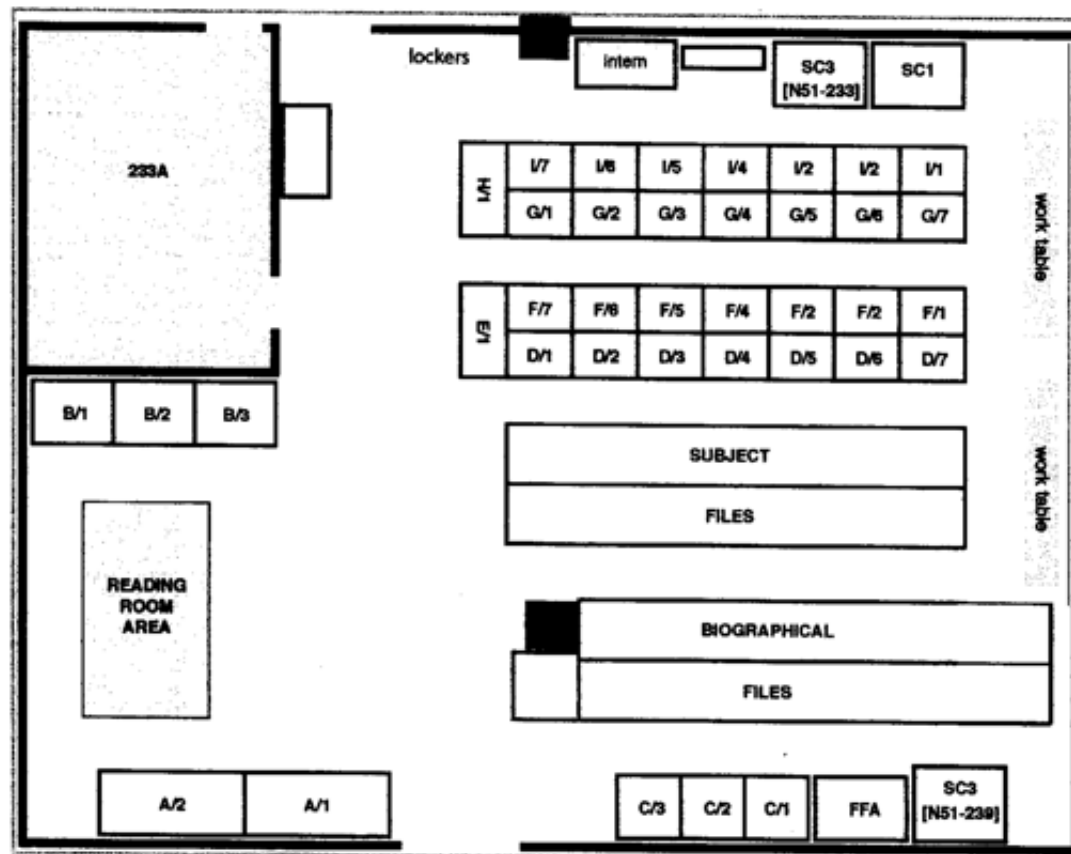 lockers
intern
SC3
[N51-233]
SC1
233A
H/1
I/7 I/6 I/5 I/4 I/2 I/2 I/1
G/1 G/2 G/3 G/4 G/5 G/6 G/7
work table
E/1
F/7 F/6 F/5 F/4 F/2 F/2 F/1
D/1 D/2 D/3 D/4 D/5 D/6 D/7
B/1 B/2 B/3
SUBJECT
FILES
work table
READING
ROOM
AREA
BIOGRAPHICAL
FILES
A/2 A/1
C/3 C/2 C/1
FFA
SC3
[N51-239]